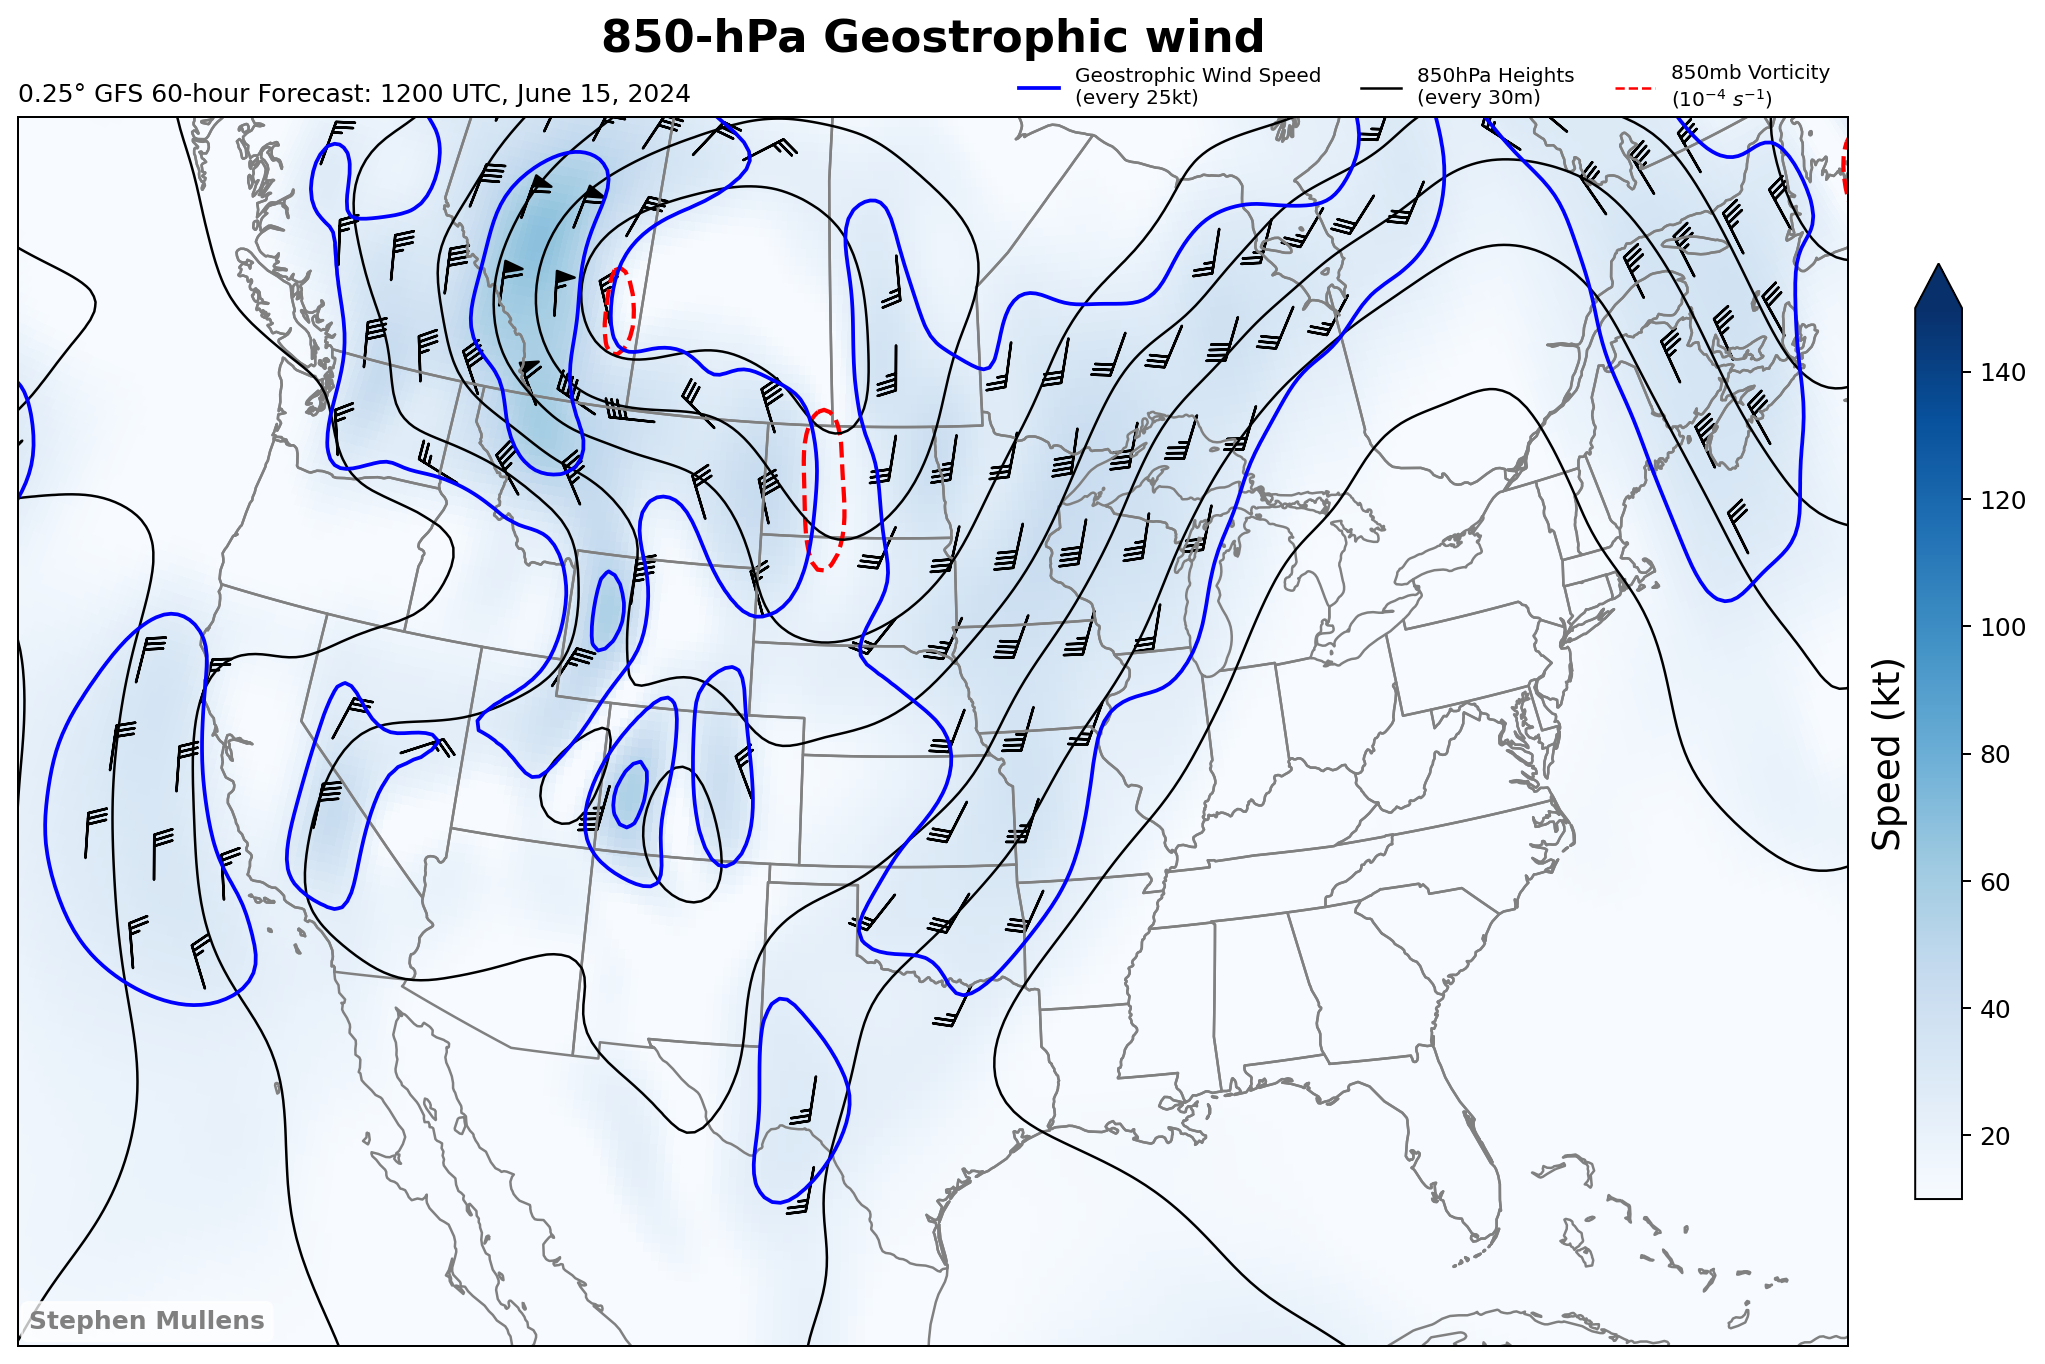 850-hPa Geostrophic wind
0.25° GFS 60-hour Forecast: 1200 UTC, June 15, 2024
Geostrophic Wind Speed
(every 25kt)
850hPa Heights
(every 30m)
850mb Vorticity
(10⁻⁴ s⁻¹)
140
120
100
80
60
40
20
Speed (kt)
Stephen Mullens